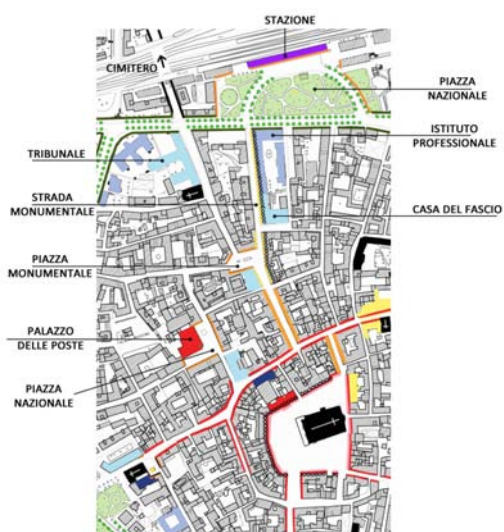 STAZIONE
CIMITERO
PIAZZA
NAZIONALE
ISTITUTO
PROFESSIONALE
TRIBUNALE
STRADA
MONUMENTALE
CASA DEL FASCIO
PIAZZA
MONUMENTALE
PALAZZO
DELLE POSTE
PIAZZA
NAZIONALE